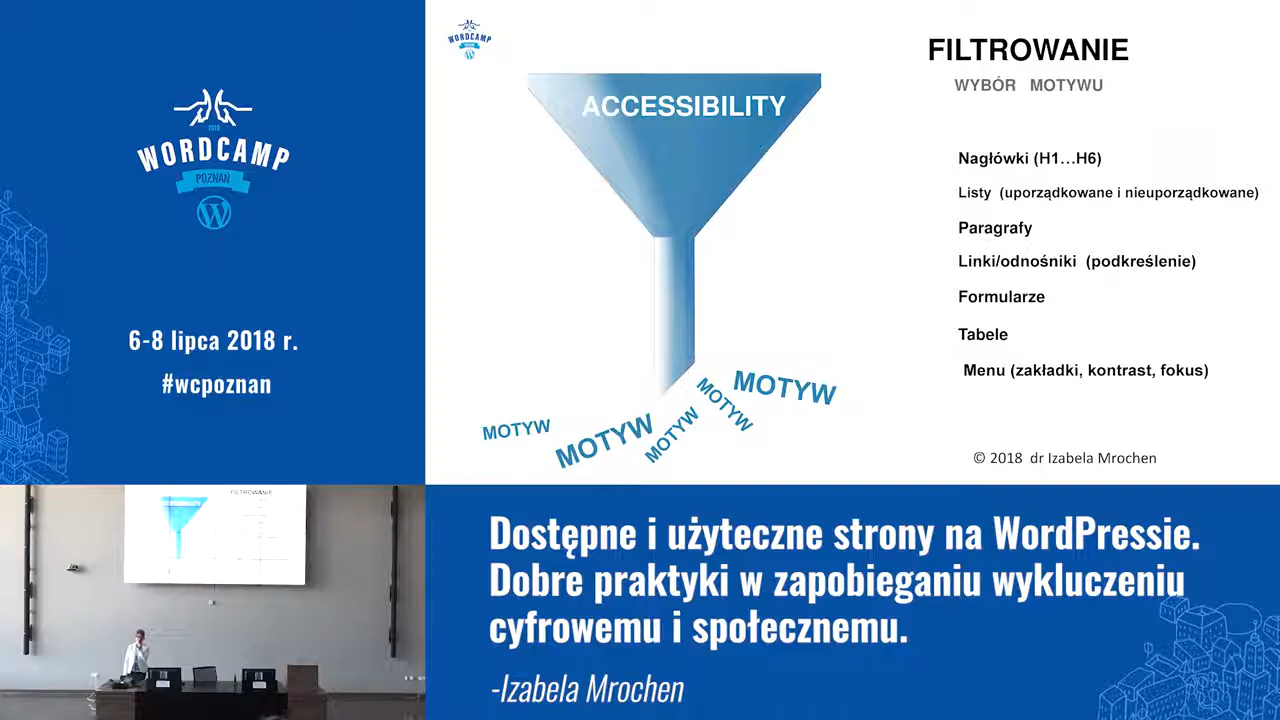 2018
WORDCAMP
POZNAŃ
6-8 lipca 2018 r.
#wcpoznan
WORDCAMP
FILTROWANIE
WYBÓR MOTYWU
ACCESSIBILITY
Nagłówki (H1...H6)
Listy (uporządkowane i nieuporządkowane)
Paragrafy
Linki/odnośniki (podkreślenie)
Formularze
Tabele
Menu (zakładki, kontrast, fokus)
MOTYW
MOTYW
MOTYW
MOTYW
MOTYW
© 2018 dr Izabela Mrochen
FILTROWANIE
ACCESSIBILITY
Dostępne i użyteczne strony na WordPressie.
Dobre praktyki w zapobieganiu wykluczeniu
cyfrowemu i społecznemu.
-Izabela Mrochen